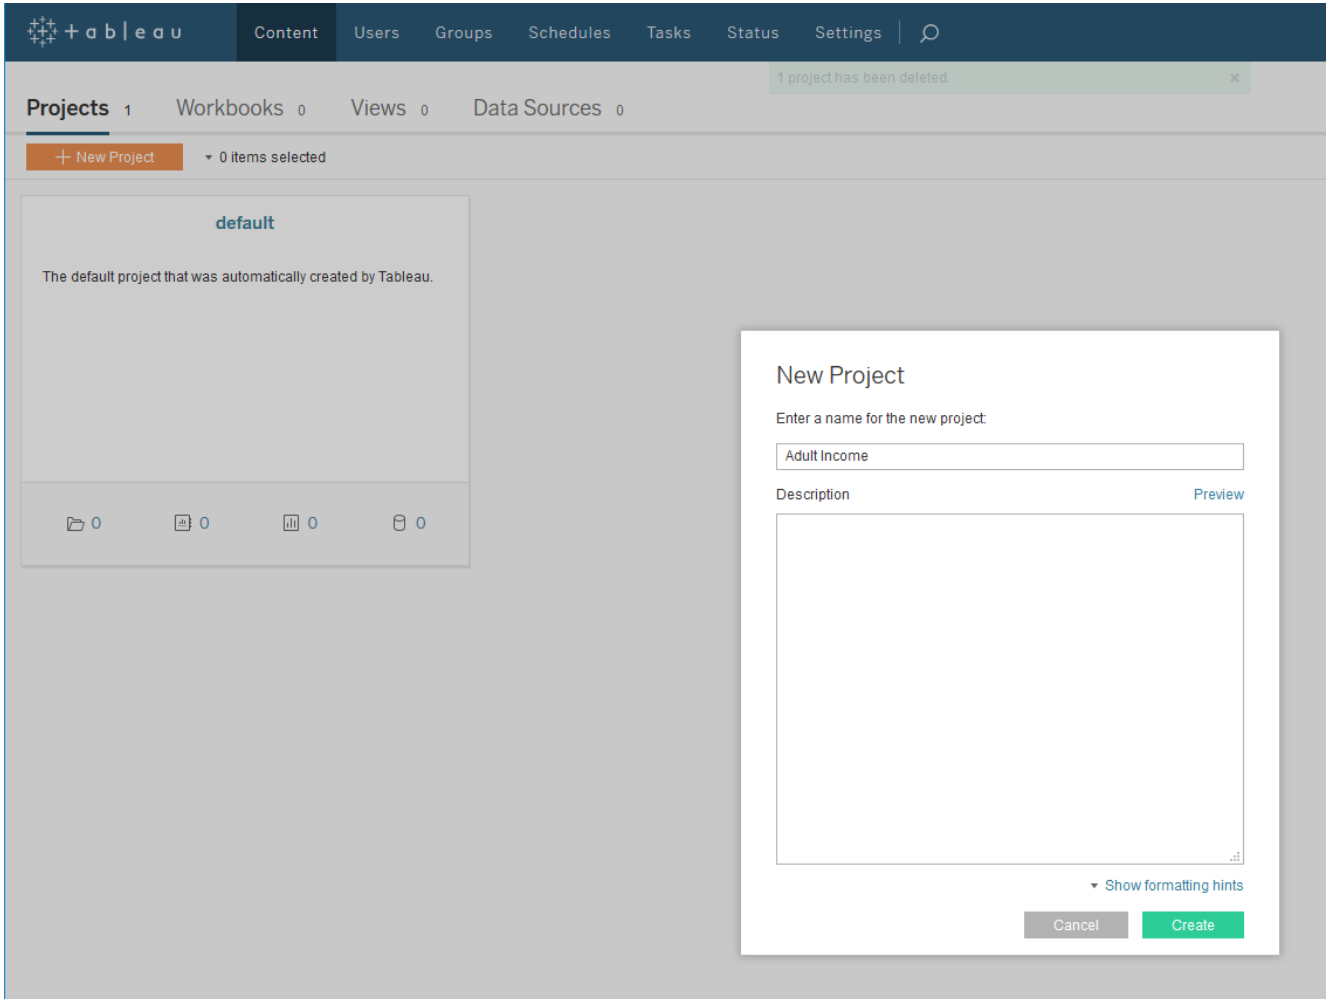 +ableau Content Users Groups Schedules Tasks Status Settings
1 project has been deleted. ×
Projects 1 Workbooks 0 Views 0 Data Sources 0
+ New Project 0 items selected
default
The default project that was automatically created by Tableau.
0 0 0 0
New Project
Enter a name for the new project:
Adult Income
Description Preview
Show formatting hints
Cancel Create